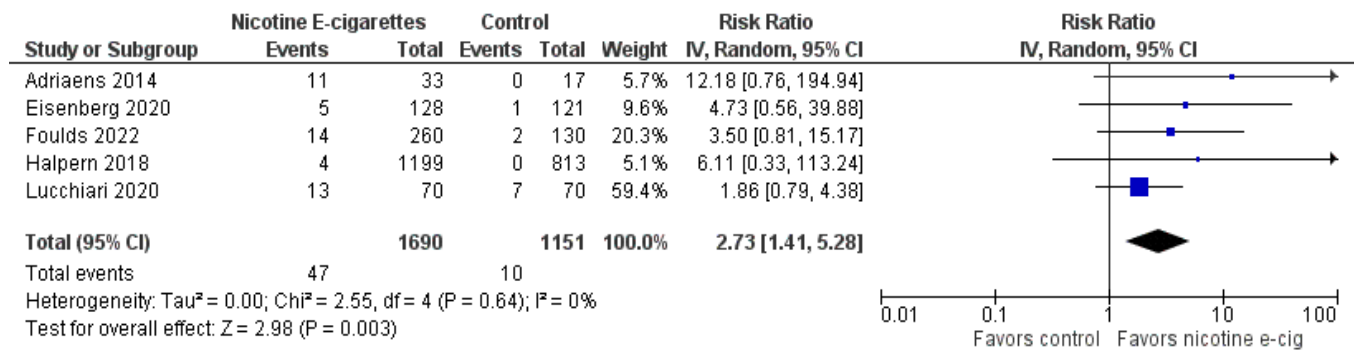 Nicotine E-cigarettes Control Risk Ratio Risk Ratio
Study or Subgroup Events Total Events Total Weight IV, Random, 95% CI IV, Random, 95% CI
Adriaens 2014 11 33 0 17 5.7% 12.18 [0.76, 194.94]
Eisenberg 2020 5 128 1 121 9.6% 4.73 [0.56, 39.88]
Foulds 2022 14 260 2 130 20.3% 3.50 [0.81, 15.17]
Halpern 2018 4 1199 0 813 5.1% 6.11 [0.33, 113.24]
Lucchiari 2020 13 70 7 70 59.4% 1.86 [0.79, 4.38]
Total (95% CI) 1690 1151 100.0% 2.73 [1.41, 5.28]
Total events 47 10
Heterogeneity: Tau² = 0.00; Chi² = 2.55, df = 4 (P = 0.64); I² = 0%
Test for overall effect: Z = 2.98 (P = 0.003)
0.01 0.1 1 10 100
Favors control Favors nicotine e-cig